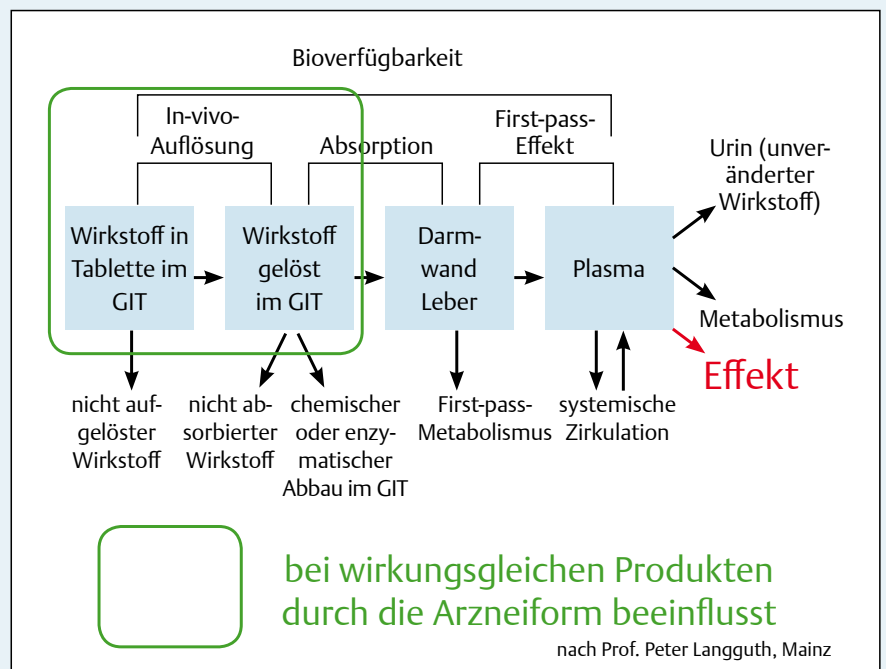 Bioverfügbarkeit
In-vivo-
Auflösung
Absorption
First-pass-
Effekt
Urin (unver-
änderter
Wirkstoff)
Wirkstoff in
Tablette im
GIT
Wirkstoff
gelöst
im GIT
Darm-
wand
Leber
Plasma
Metabolismus
Effekt
nicht auf-
gelöster
Wirkstoff
nicht ab-
sorbierter
Wirkstoff
chemischer
oder enzy-
matischer
Abbau im GIT
First-pass-
Metabolismus
systemische
Zirkulation
bei wirkungsgleichen Produkten
durch die Arzneiform beeinflusst
nach Prof. Peter Langguth, Mainz